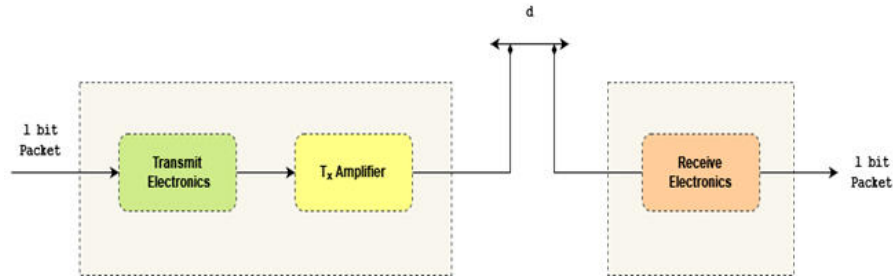 d
1 bit
Packet
Transmit
Electronics
Tx Amplifier
Receive
Electronics
1 bit
Packet